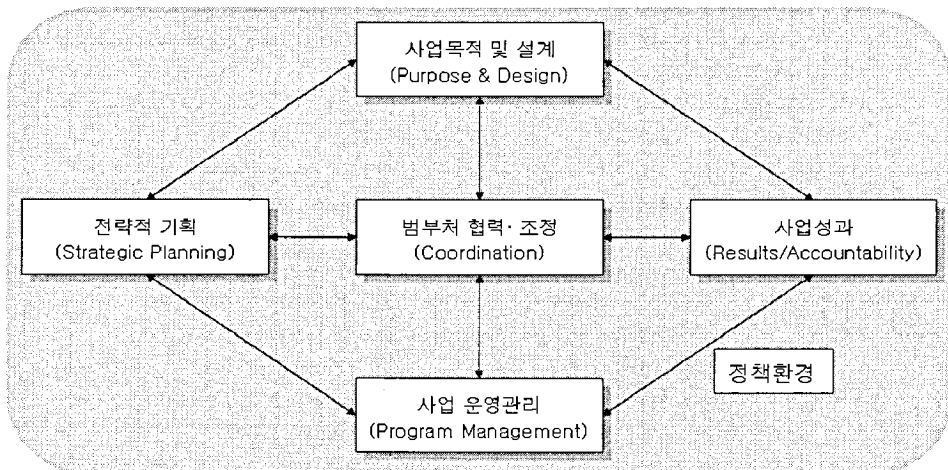 사업목적 및 설계
(Purpose & Design)
전략적 기획
(Strategic Planning)
범부처 협력· 조정
(Coordination)
사업성과
(Results/Accountability)
정책환경
사업 운영관리
(Program Management)